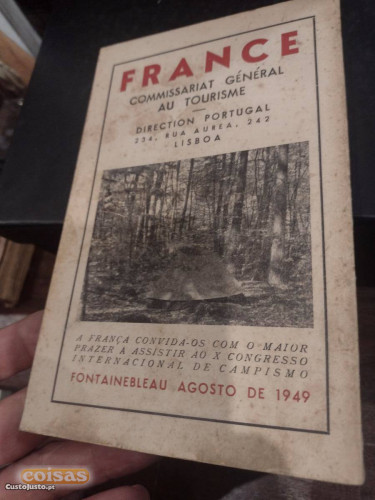 FRANCE
COMMISSARIAT GÉNÉRAL
AU TOURISME
—
DIRECTION PORTUGAL
234, RUA AUREA, 242
LISBOA
A FRANÇA CONVIDA-OS COM O MAIOR
PRAZER À ASSISTIR AO X CONGRESSO
INTERNACIONAL DE CAMPISMO
FONTAINEBLEAU AGOSTO DE 1949
coisas
CustoJusto.pt